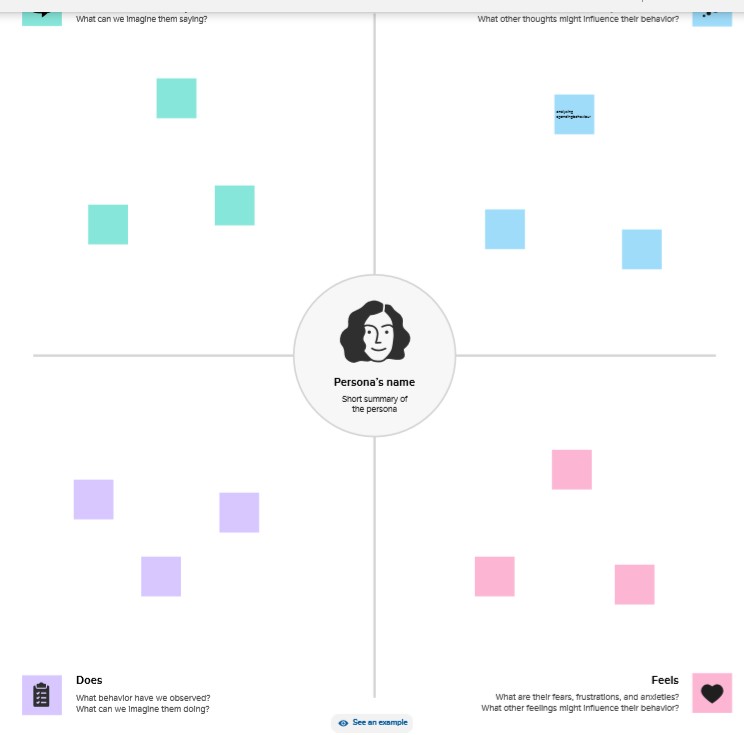 What can we imagine them saying?
What other thoughts might influence their behavior?
analysing
spendingbehaviour
Persona's name
Short summary of
the persona
Does
What behavior have we observed?
What can we imagine them doing?
Feels
What are their fears, frustrations, and anxieties?
What other feelings might influence their behavior?
See an example